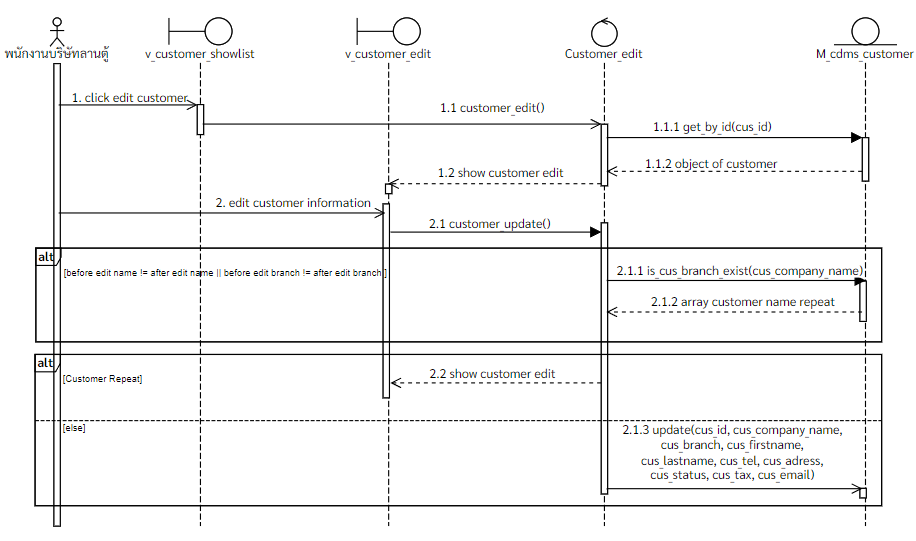 พนักงานบริษัทลานตู้
v_customer_showlist
v_customer_edit
Customer_edit
M_cdms_customer
1. click edit customer
1.1 customer_edit()
1.1.1 get_by_id(cus_id)
1.1.2 object of customer
1.2 show customer edit
2. edit customer information
2.1 customer_update()
alt
[before edit name != after edit name || before edit branch != after edit branch ]
2.1.1 is_cus_branch_exist(cus_company_name)
2.1.2 array customer name repeat
alt
[Customer Repeat]
2.2 show customer edit
[else]
2.1.3 update(cus_id, cus_company_name,
cus_branch, cus_firstname,
cus_lastname, cus_tel, cus_adress,
cus_status, cus_tax, cus_email)